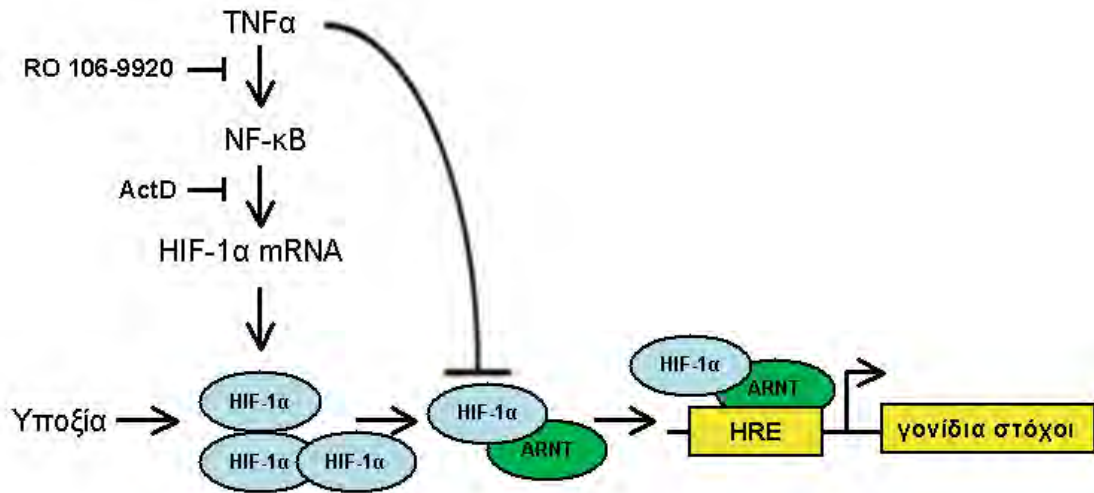 TNFα
RO 106-9920
NF-κB
ActD
HIF-1α mRNA
HIF-1α
ARNT
HIF-1α
HIF-1α
Υποξία
HRE
γονίδια στόχοι
HIF-1α
HIF-1α
ARNT